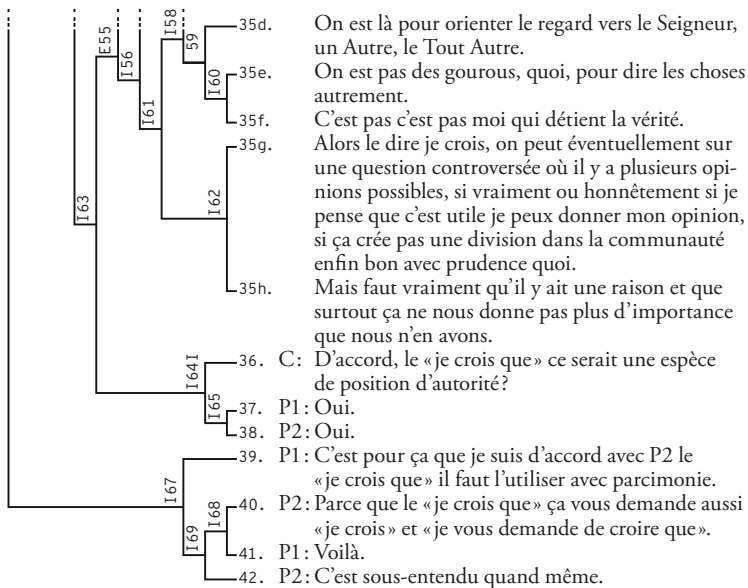 I58
35d. On est là pour orienter le regard vers le Seigneur,
E55
59
un Autre, le Tout Autre.
I56
35e. On est pas des gourous, quoi, pour dire les choses
I60
autrement.
I61
35f. C'est pas c'est pas moi qui détient la vérité.
35g. Alors le dire je crois, on peut éventuellement sur
une question controversée où il y a plusieurs opi-
nions possibles, si vraiment ou honnêtement si je
I63
I62
pense que c'est utile je peux donner mon opinion,
si ça crée pas une division dans la communauté
enfin bon avec prudence quoi.
35h. Mais faut vraiment qu'il y ait une raison et que
surtout ça ne nous donne pas plus d'importance
que nous n'en avons.
I64I
36. C: D'accord, le «je crois que» ce serait une espèce
de position d'autorité?
I65
37. P1: Oui.
38. P2: Oui.
39. P1: C'est pour ça que je suis d'accord avec P2 le
I67
«je crois que» il faut l'utiliser avec parcimonie.
I68
40. P2: Parce que le «je crois que» ça vous demande aussi
«je crois» et «je vous demande de croire que».
I69
41. P1: Voilà.
42. P2: C'est sous-entendu quand même.